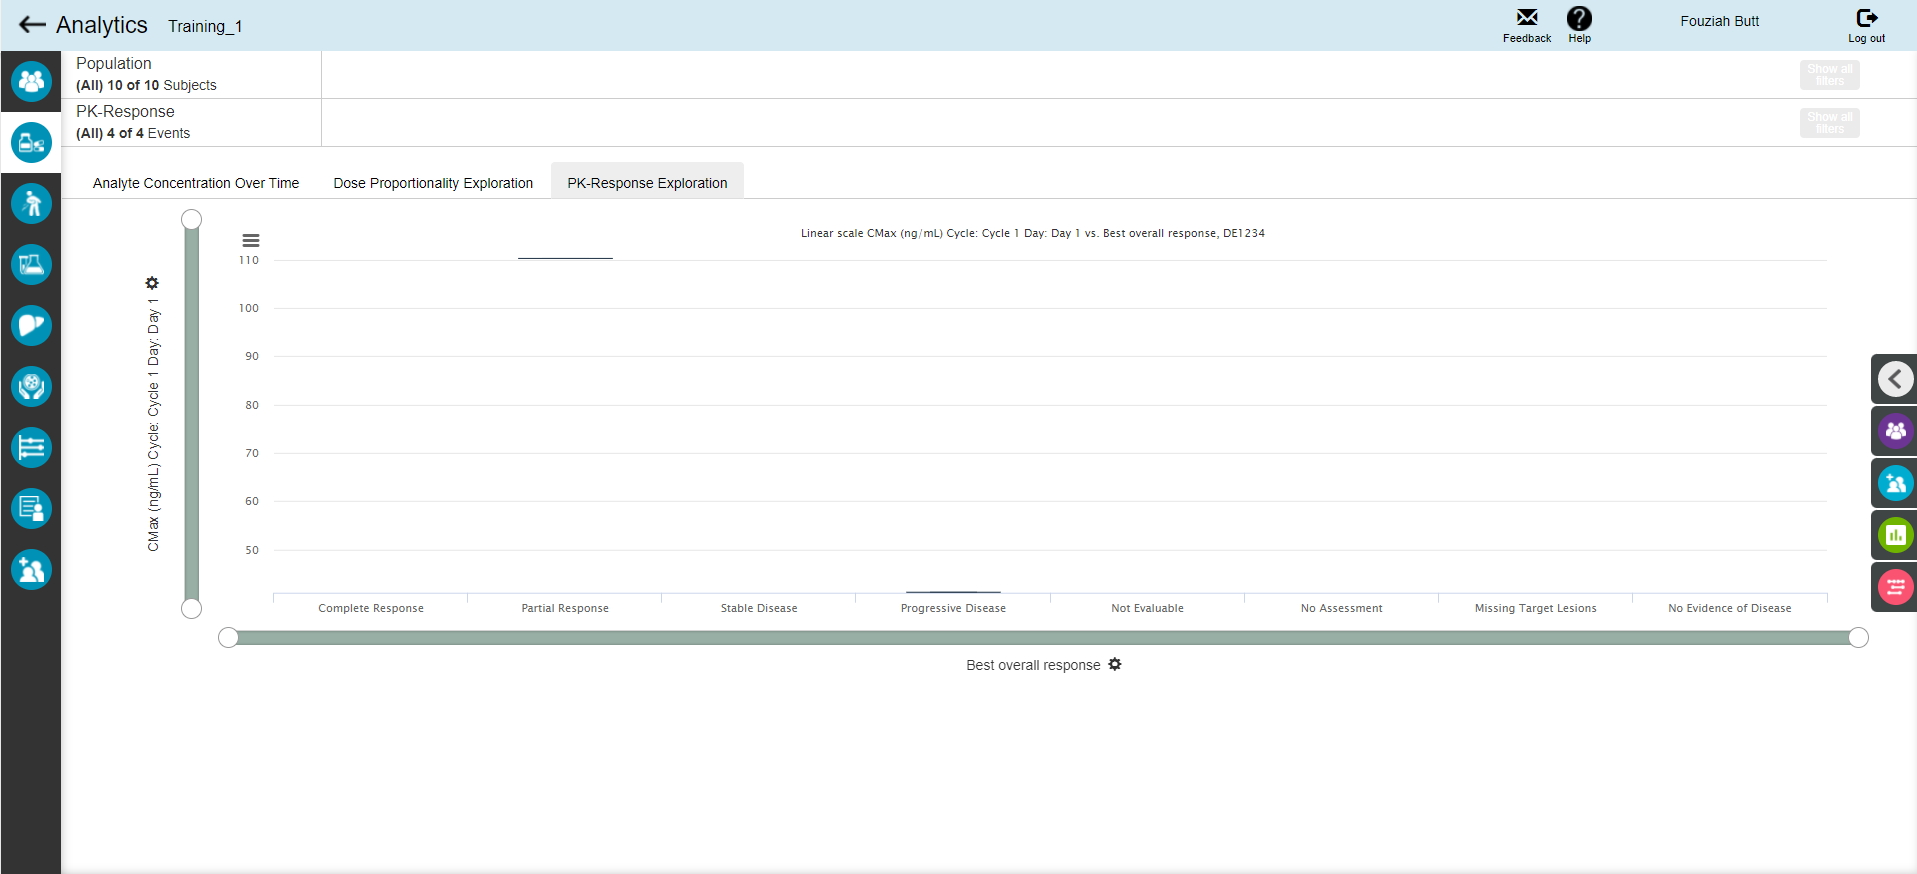 Analytics Training_1
Feedback
Help
Fouziah Butt
Log out
Population
(All) 10 of 10 Subjects
Show all
filters
PK-Response
(All) 4 of 4 Events
Show all
filters
Analyte Concentration Over Time
Dose Proportionality Exploration
PK-Response Exploration
Linear scale CMax (ng/mL) Cycle: Cycle 1 Day: Day 1 vs. Best overall response, DE1234
CMax (ng/mL) Cycle: Cycle 1 Day: Day 1
110
100
90
80
70
60
50
Complete Response
Partial Response
Stable Disease
Progressive Disease
Not Evaluable
No Assessment
Missing Target Lesions
No Evidence of Disease
Best overall response